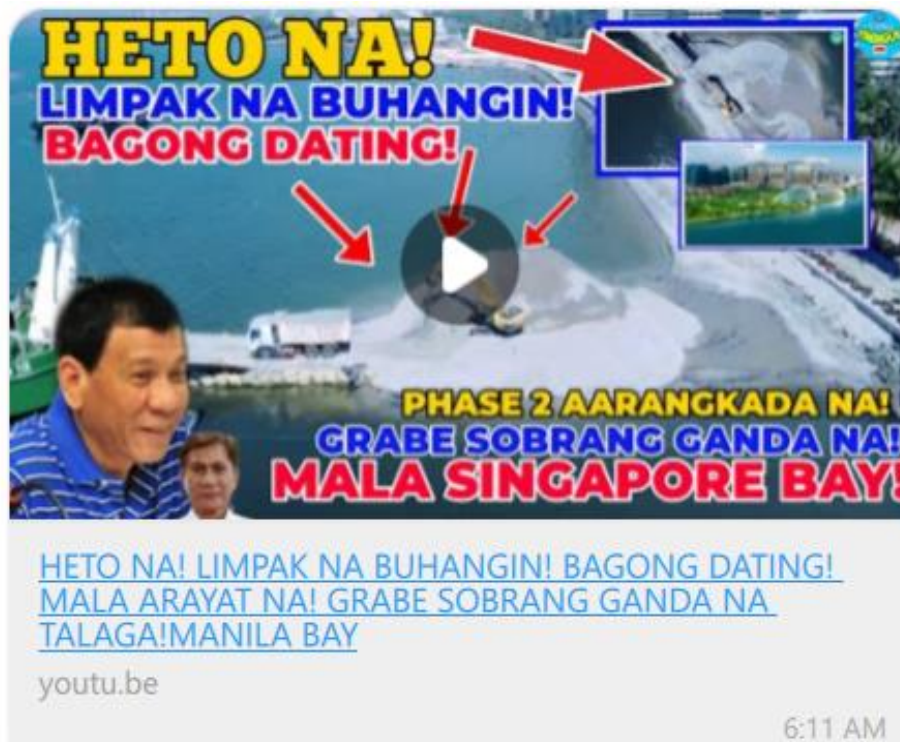 HETO NA!
LIMPAK NA BUHANGIN!
BAGONG DATING!
PHASE 2 AARANGKADA NA!
GRABE SOBRANG GANDA NA!
MALA SINGAPORE BAY!
HETO NA! LIMPAK NA BUHANGIN! BAGONG DATING!
MALA ARAYAT NA! GRABE SOBRANG GANDA NA
TALAGA!MANILA BAY
youtu.be
6:11 AM